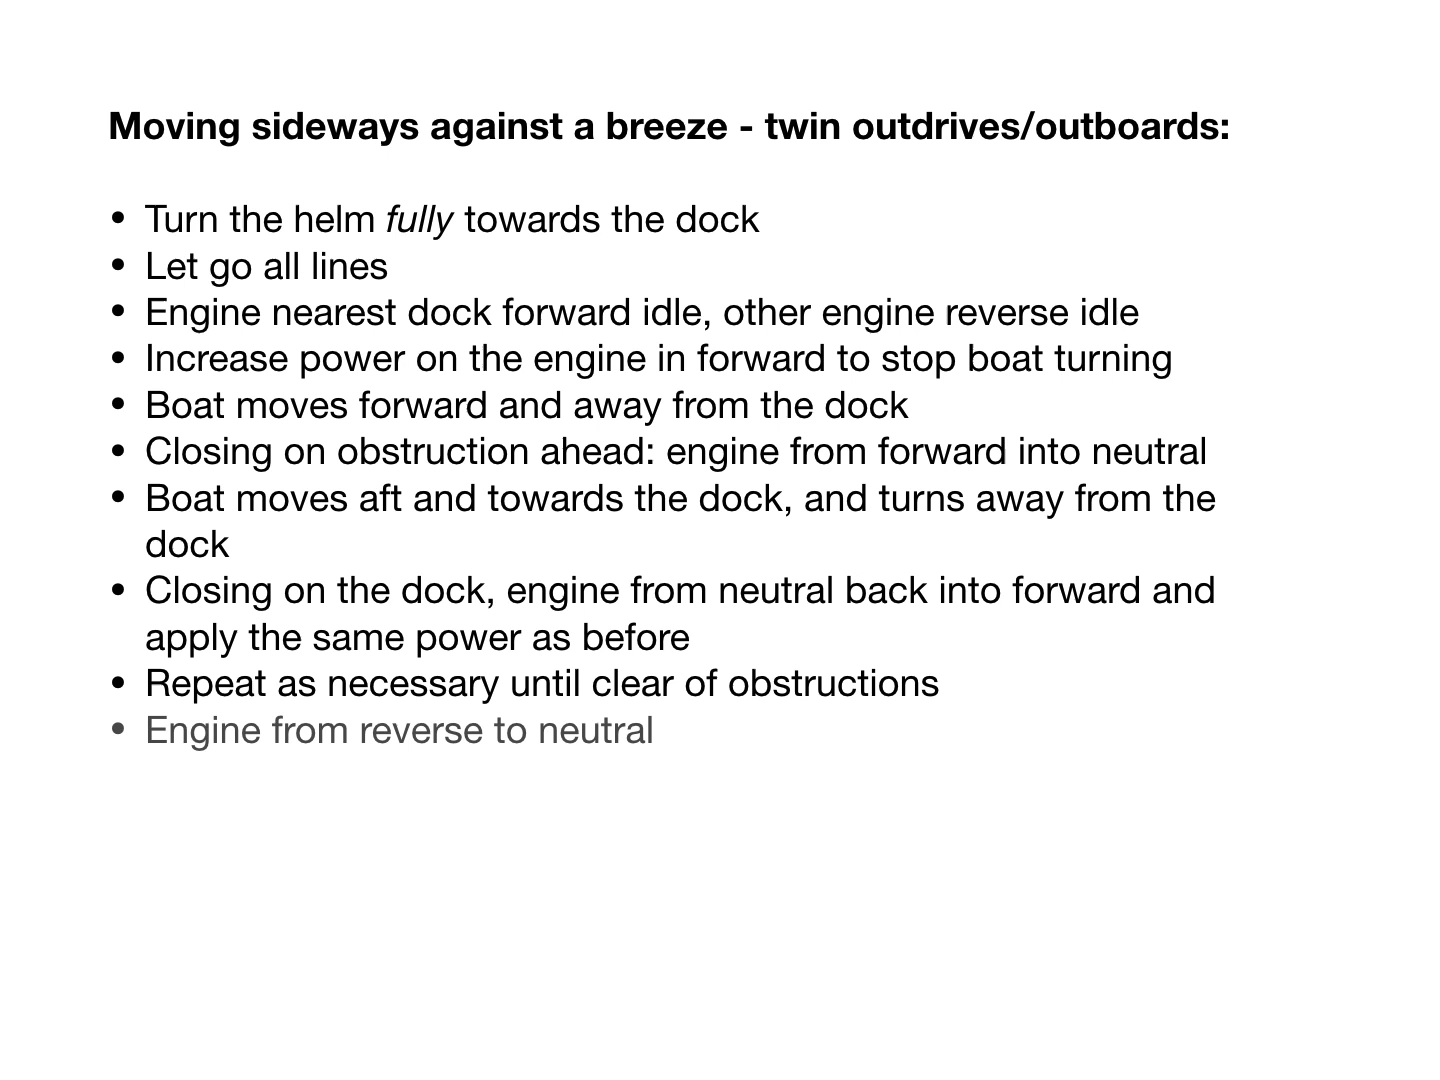 Moving sideways against a breeze - twin outdrives/outboards:
• Turn the helm fully towards the dock
• Let go all lines
• Engine nearest dock forward idle, other engine reverse idle
• Increase power on the engine in forward to stop boat turning
• Boat moves forward and away from the dock
• Closing on obstruction ahead: engine from forward into neutral
• Boat moves aft and towards the dock, and turns away from the
dock
• Closing on the dock, engine from neutral back into forward and
apply the same power as before
• Repeat as necessary until clear of obstructions
• Engine from reverse to neutral